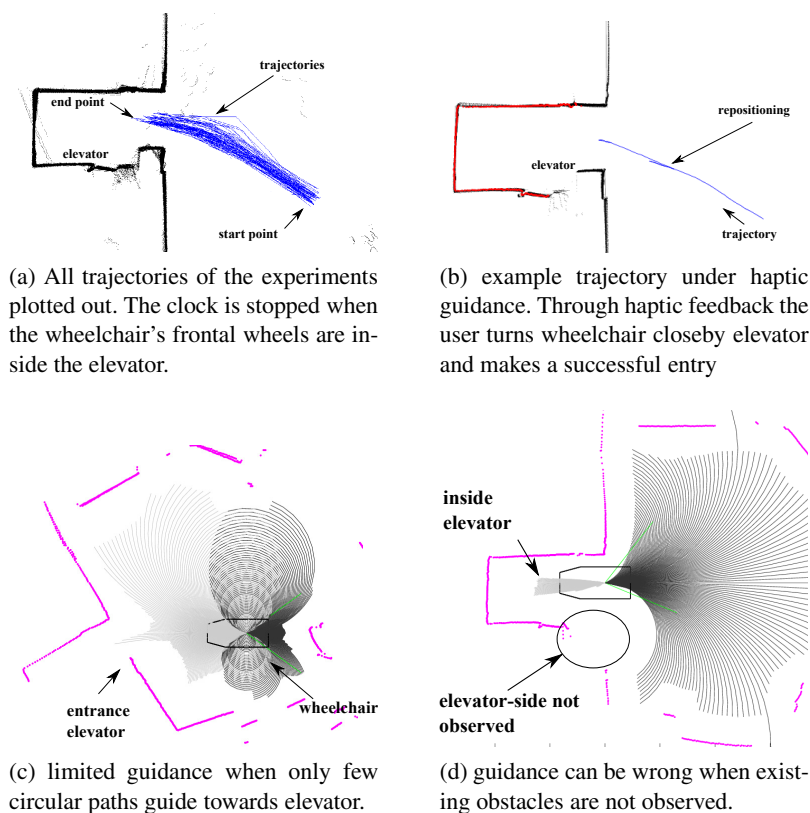 trajectories
end point
elevator
start point
repositioning
elevator
trajectory
(a) All trajectories of the experiments
plotted out. The clock is stopped when
the wheelchair's frontal wheels are in-
side the elevator.
(b) example trajectory under haptic
guidance. Through haptic feedback the
user turns wheelchair closeby elevator
and makes a successful entry
entrance
elevator
wheelchair
inside
elevator
elevator-side not
observed
(c) limited guidance when only few
circular paths guide towards elevator.
(d) guidance can be wrong when exist-
ing obstacles are not observed.